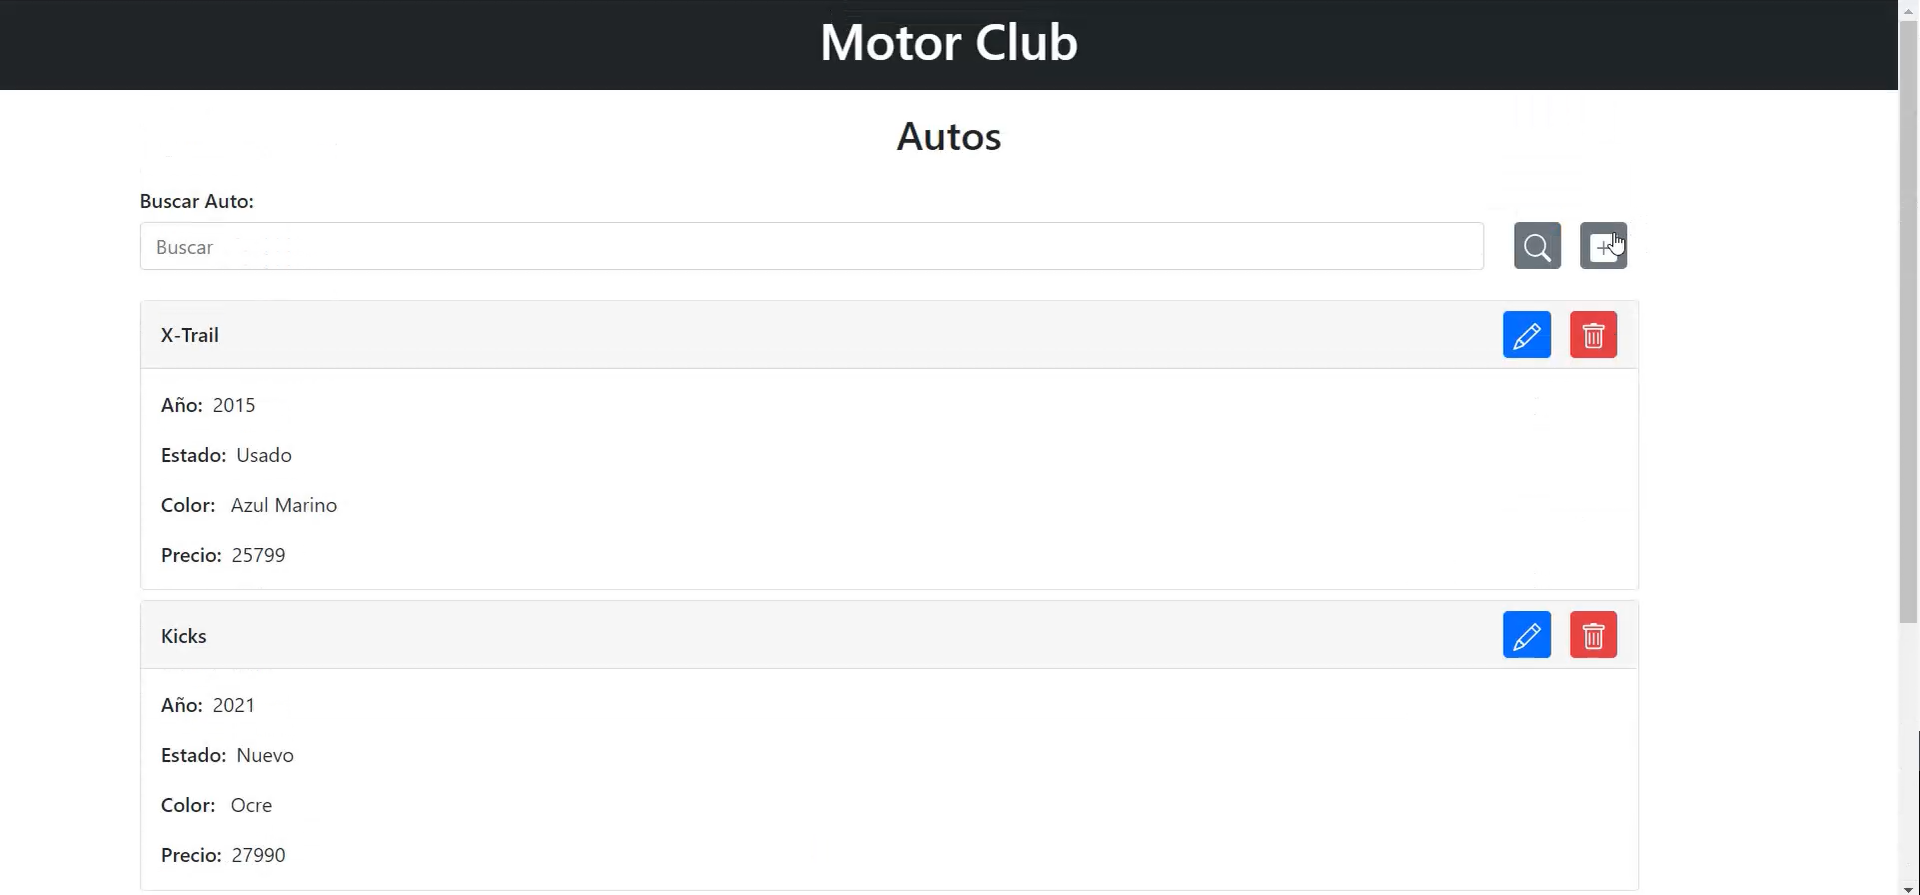 Motor Club
Autos
Buscar Auto:
Buscar
X-Trail
Año: 2015
Estado: Usado
Color: Azul Marino
Precio: 25799
Kicks
Año: 2021
Estado: Nuevo
Color: Ocre
Precio: 27990